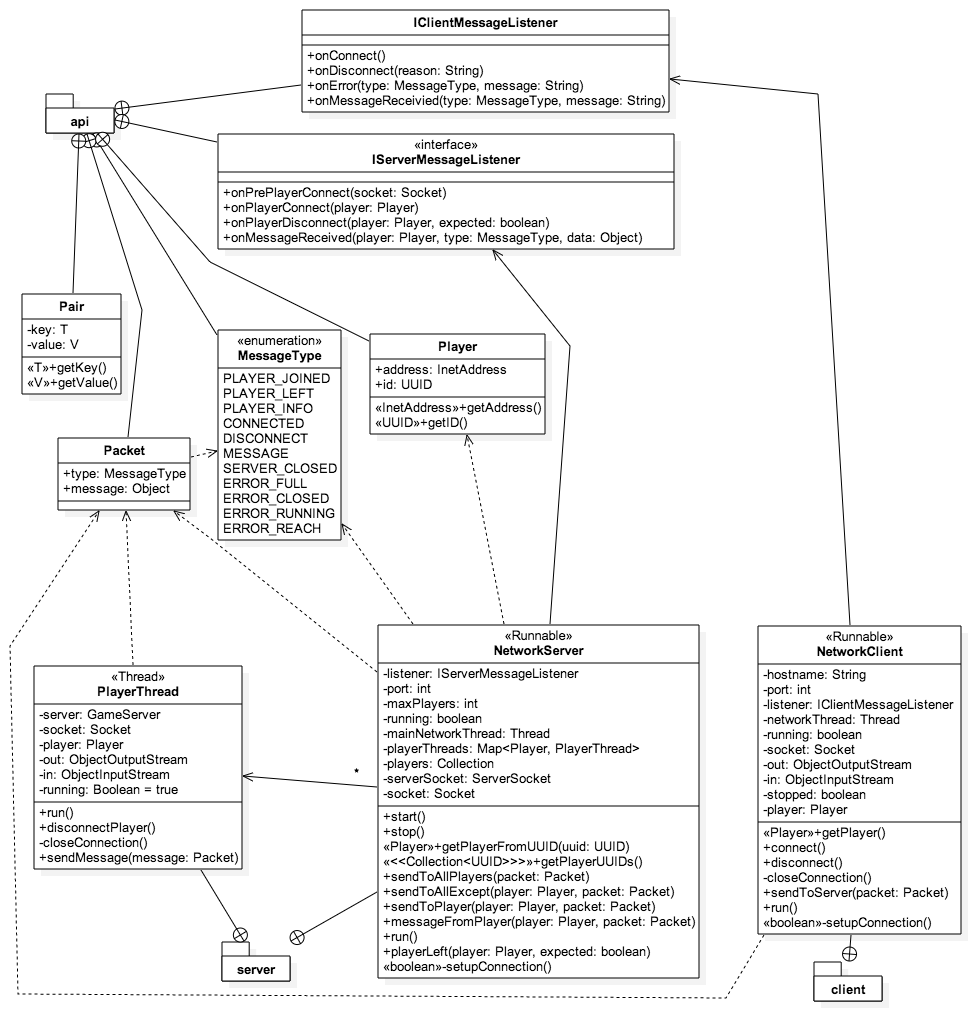 IClientMessageListener
+onConnect()
+onDisconnect(reason: String)
+onError(type: MessageType, message: String)
+onMessageReceivied(type: MessageType, message: String)
api
«interface»
IServerMessageListener
+onPrePlayerConnect(socket: Socket)
+onPlayerConnect(player: Player)
+onPlayerDisconnect(player: Player, expected: boolean)
+onMessageReceived(player: Player, type: MessageType, data: Object)
Pair
-key: T
-value: V
«T»+getKey()
«V»+getValue()
«enumeration»
MessageType
PLAYER_JOINED
PLAYER_LEFT
PLAYER_INFO
CONNECTED
DISCONNECT
MESSAGE
SERVER_CLOSED
ERROR_FULL
ERROR_CLOSED
ERROR_RUNNING
ERROR_REACH
Player
+address: InetAddress
+id: UUID
«InetAddress»+getAddress()
«UUID»+getID()
Packet
+type: MessageType
+message: Object
«Thread»
PlayerThread
-server: GameServer
-socket: Socket
-player: Player
-out: ObjectOutputStream
-in: ObjectInputStream
-running: Boolean = true
+run()
+disconnectPlayer()
-closeConnection()
+sendMessage(message: Packet)
*
«Runnable»
NetworkServer
-listener: IServerMessageListener
-port: int
-maxPlayers: int
-running: boolean
-mainNetworkThread: Thread
-playerThreads: Map<Player, PlayerThread>
-players: Collection
-serverSocket: ServerSocket
-socket: Socket
+start()
+stop()
«Player»+getPlayerFromUUID(uuid: UUID)
«<<Collection<UUID>>>»+getPlayerUUIDs()
+sendToAllPlayers(packet: Packet)
+sendToAllExcept(player: Player, packet: Packet)
+sendToPlayer(player: Player, packet: Packet)
+messageFromPlayer(player: Player, packet: Packet)
+run()
+playerLeft(player: Player, expected: boolean)
«boolean»-setupConnection()
«Runnable»
NetworkClient
-hostname: String
-port: int
-listener: IClientMessageListener
-networkThread: Thread
-running: boolean
-socket: Socket
-out: ObjectOutputStream
-in: ObjectInputStream
-stopped: boolean
-player: Player
«Player»+getPlayer()
+connect()
+disconnect()
-closeConnection()
+sendToServer(packet: Packet)
+run()
«boolean»-setupConnection()
server
client